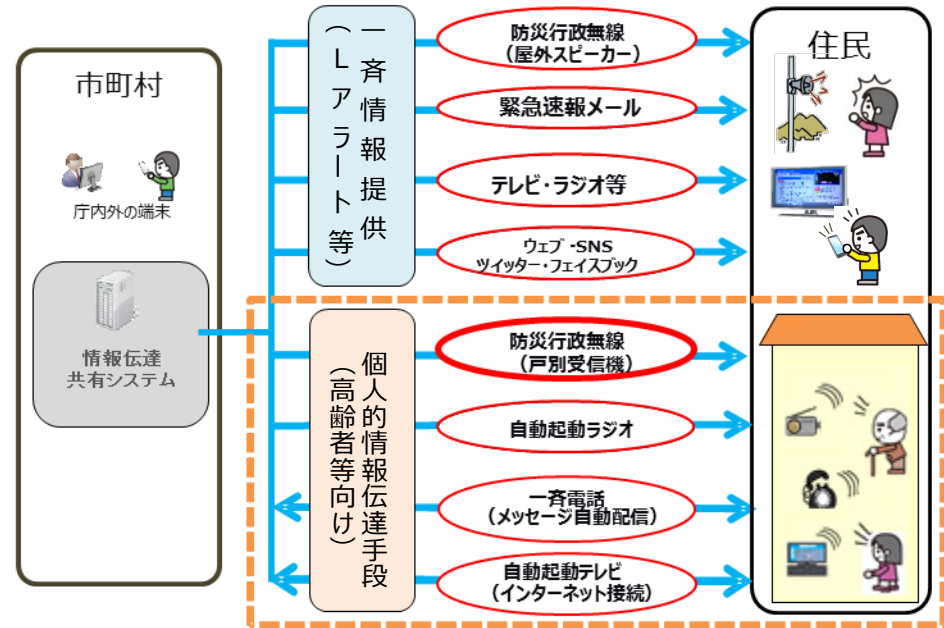 市町村
庁内外の端末
情報伝達
共有システム
一斉情報提供
(Lアラート等)
防災行政無線
(屋外スピーカー)
緊急速報メール
テレビ・ラジオ等
ウェブ・SNS
ツイッター・フェイスブック
個人的情報伝達手段
(高齢者等向け)
防災行政無線
(戸別受信機)
自動起動ラジオ
一斉電話
(メッセージ自動配信)
自動起動テレビ
(インターネット接続)
住民